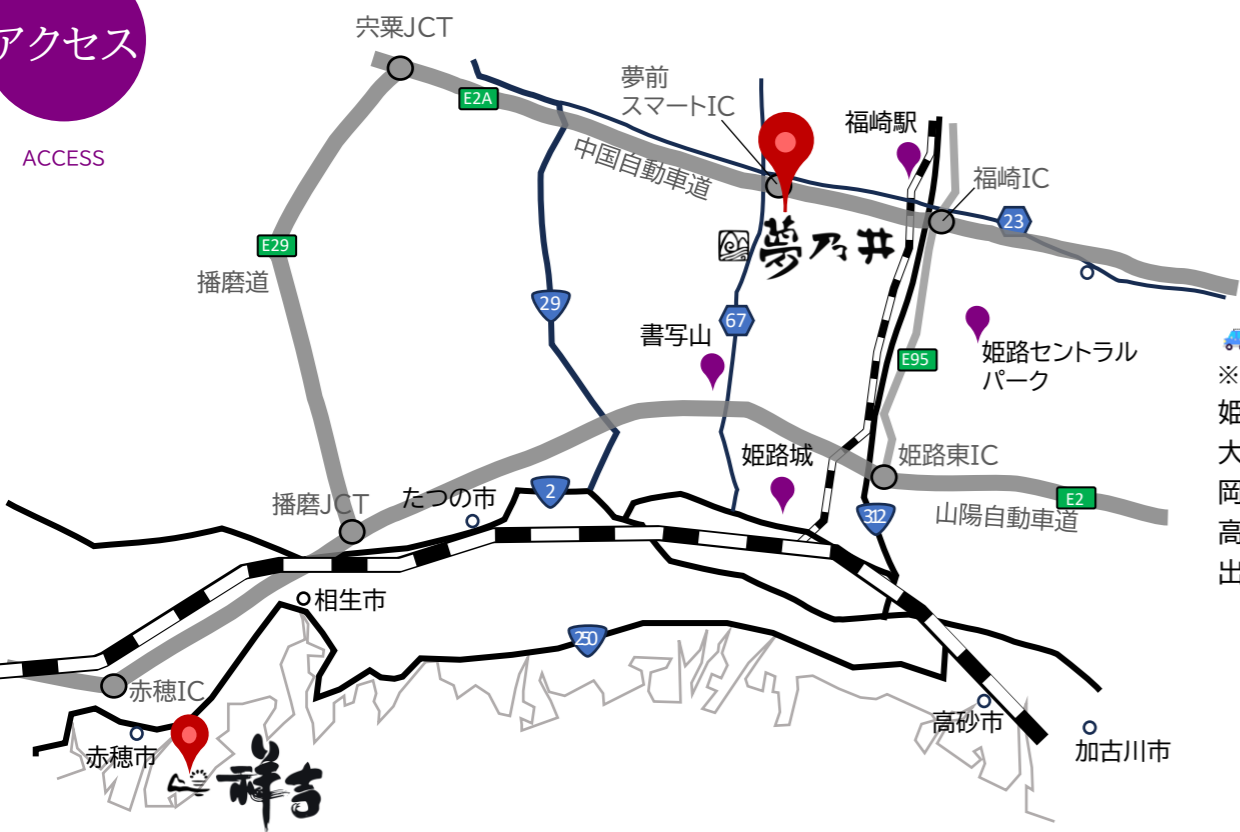 アクセス
ACCESS
宍粟JCT
E2A
夢前
スマートIC
福崎駅
中国自動車道
福崎IC
23
E29
夢乃井
播磨道
29
67
書写山
E95
姫路セントラル
パーク
※
姫
大
岡
高
出
姫路城
姫路東IC
播磨JCT
たつの市
2
E2
312
山陽自動車道
相生市
250
赤穂IC
高砂市
赤穂市
加古川市
祥吉